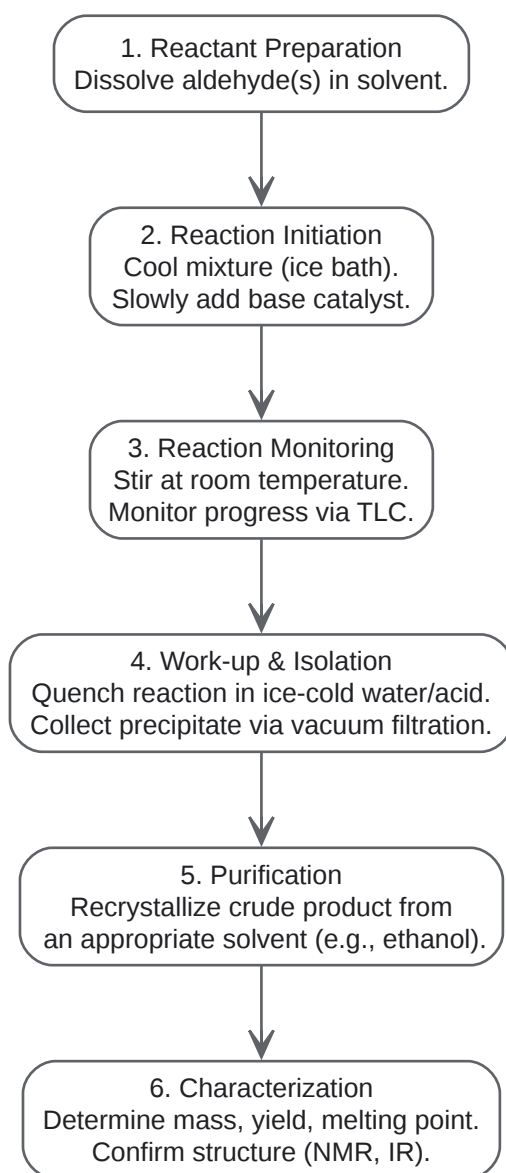 1. Reactant Preparation
Dissolve aldehyde(s) in solvent.
2. Reaction Initiation
Cool mixture (ice bath).
Slowly add base catalyst.
3. Reaction Monitoring
Stir at room temperature.
Monitor progress via TLC.
4. Work-up & Isolation
Quench reaction in ice-cold water/acid.
Collect precipitate via vacuum filtration.
5. Purification
Recrystallize crude product from
an appropriate solvent (e.g., ethanol).
6. Characterization
Determine mass, yield, melting point.
Confirm structure (NMR, IR).